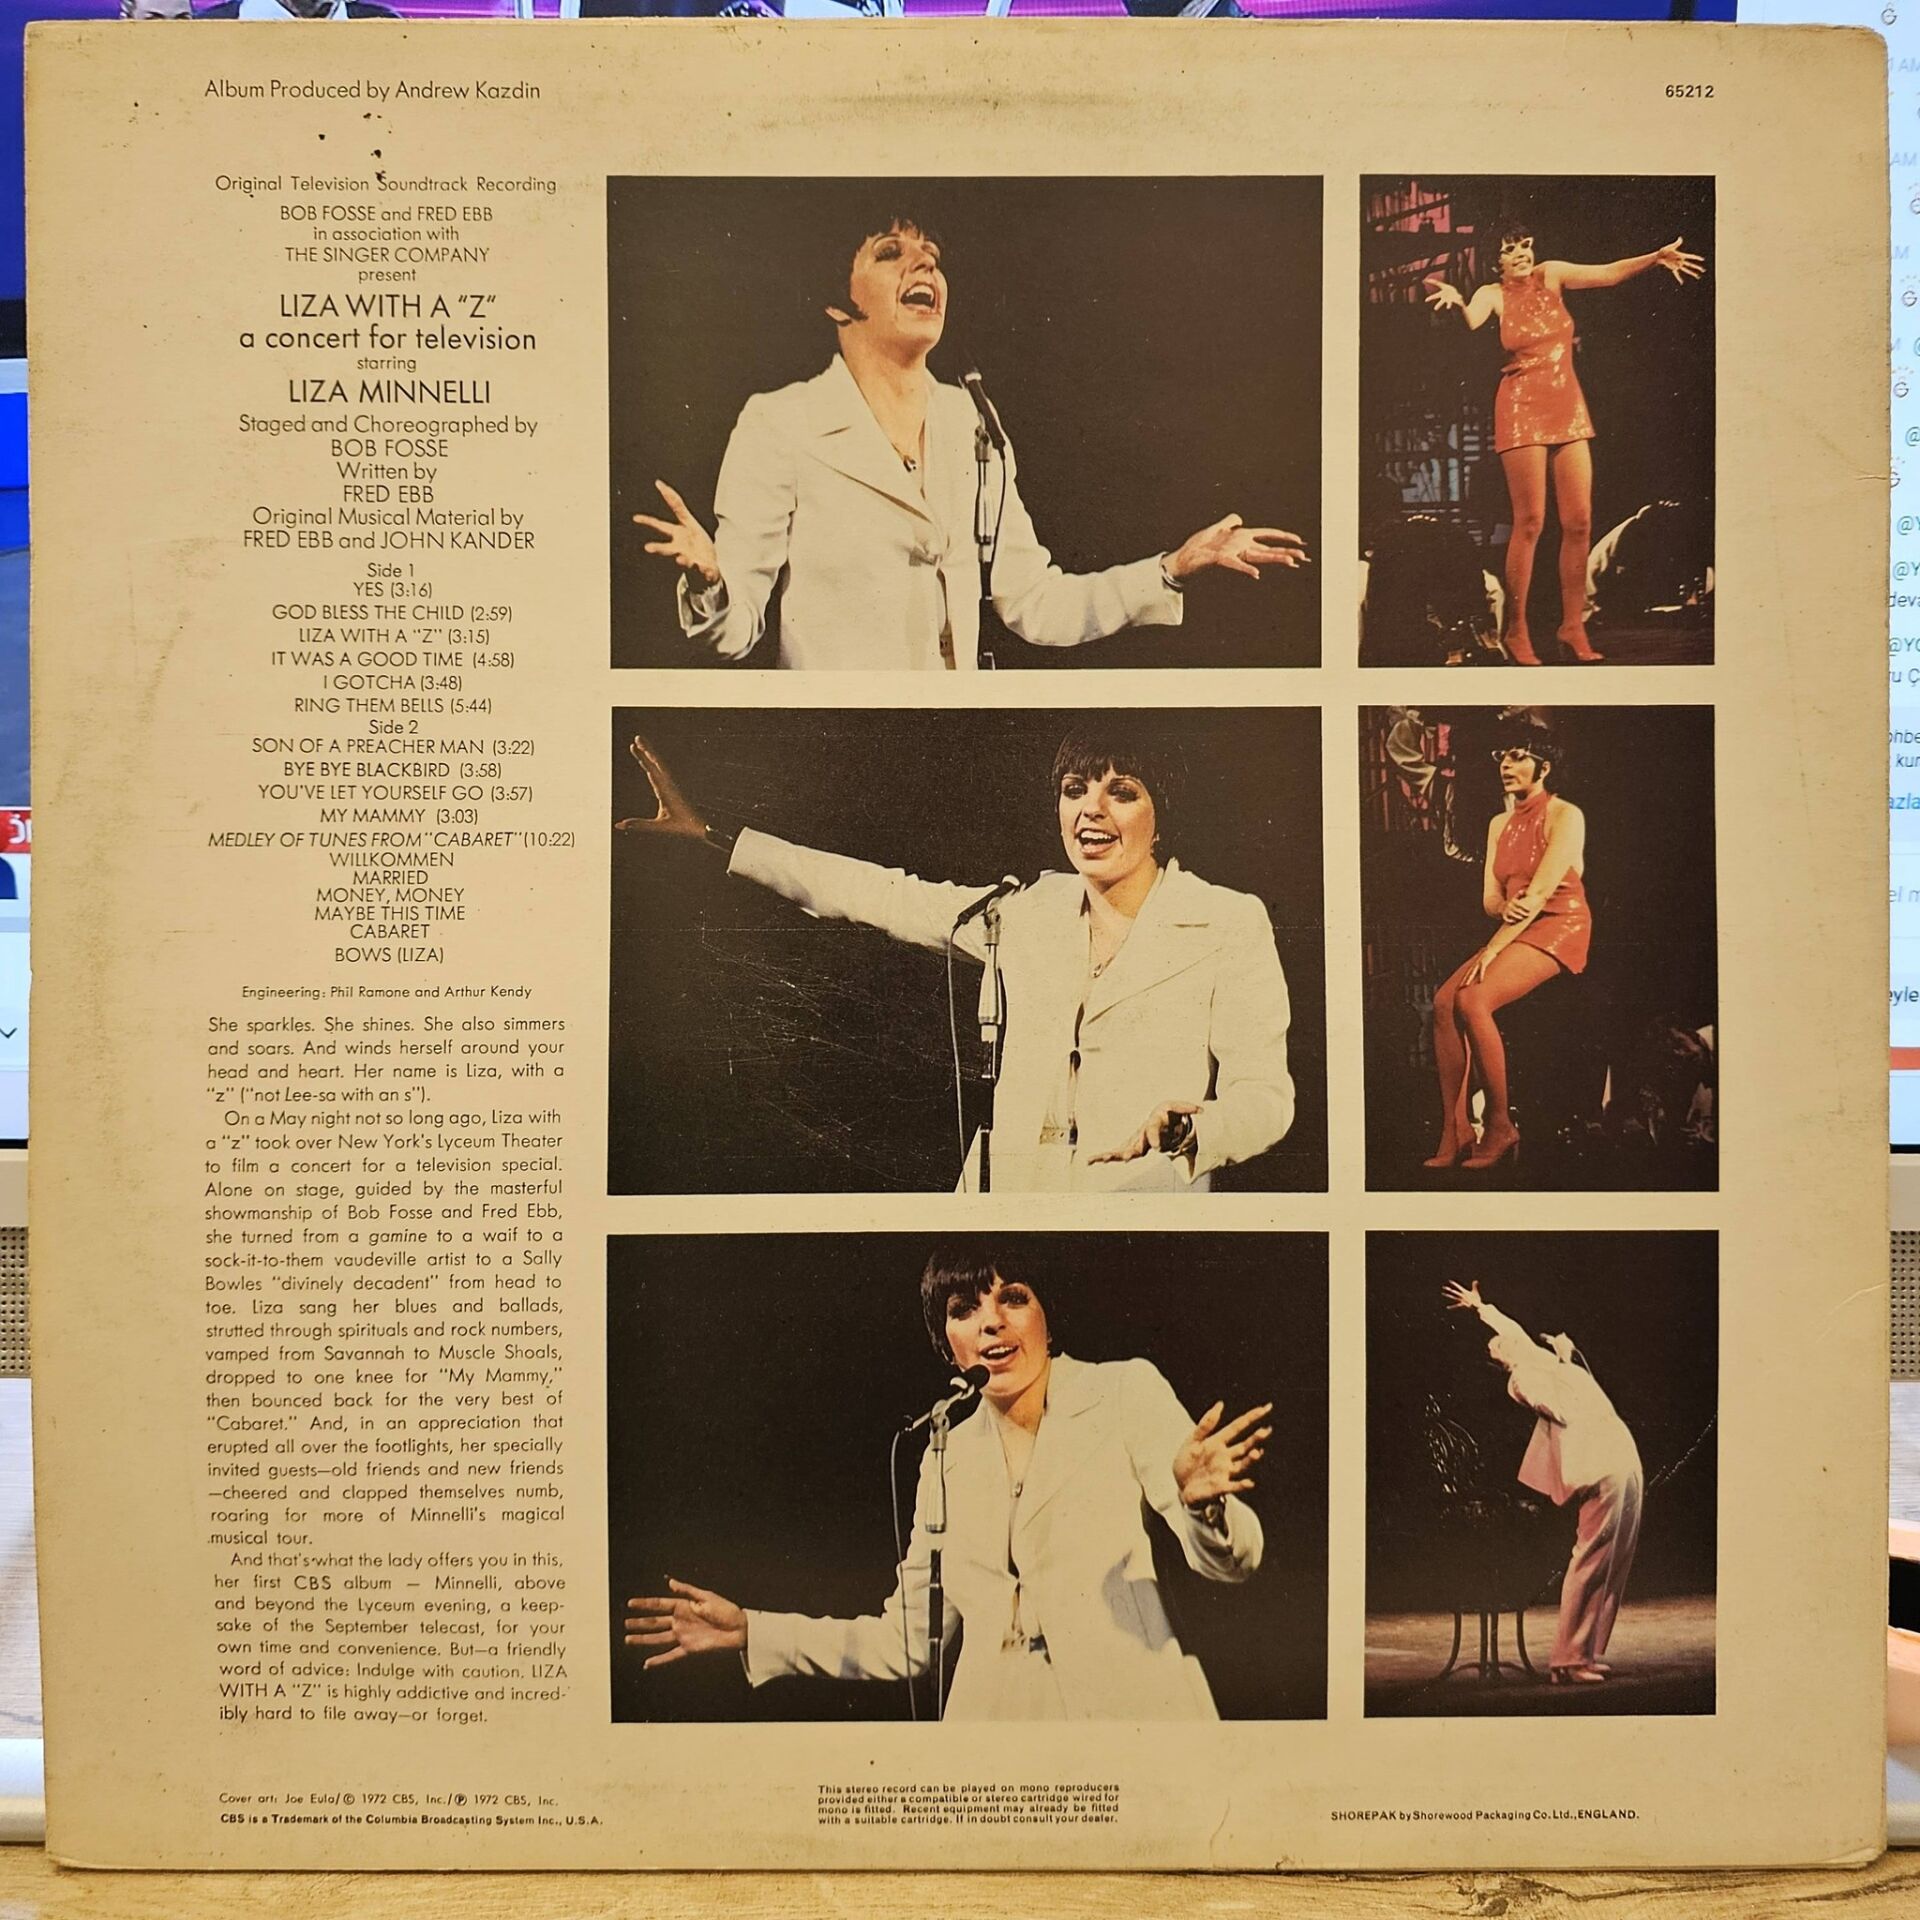 Album Produced by Andrew Kazdin
65212
Original Television Soundtrack Recording
BOB FOSSE and FRED EBB
in association with
THE SINGER COMPANY
present
LIZA WITH A "Z"
a concert for television
starring
LIZA MINNELLI
Staged and Choreographed by
BOB FOSSE
Written by
FRED EBB
Original Musical Material by
FRED EBB and JOHN KANDER
Side 1
YES (3:16)
GOD BLESS THE CHILD (2:59)
LIZA WITH A "Z" (3:15)
IT WAS A GOOD TIME (4:58)
I GOTCHA (3:48)
RING THEM BELLS (5:44)
Side 2
SON OF A PREACHER MAN (3:22)
BYE BYE BLACKBIRD (3:58)
YOU'VE LET YOURSELF GO (3:57)
MY MAMMY (3:03)
MEDLEY OF TUNES FROM "CABARET" (10:22)
WILLKOMMEN
MARRIED
MONEY, MONEY
MAYBE THIS TIME
CABARET
BOWS (LIZA)
Engineering: Phil Ramone and Arthur Kendy
She sparkles. She shines. She also simmers
and soars. And winds herself around your
head and heart. Her name is Liza, with a
"z" ("not Lee-sa with an s").
On a May night not so long ago, Liza with
a "z" took over New York's Lyceum Theater
to film a concert for a television special.
Alone on stage, guided by the masterful
showmanship of Bob Fosse and Fred Ebb,
she turned from a gamine to a waif to a
sock-it-to-them vaudeville artist to a Sally
Bowles "divinely decadent" from head to
toe. Liza sang her blues and ballads,
strutted through spirituals and rock numbers,
vamped from Savannah to Muscle Shoals,
dropped to one knee for "My Mammy,"
then bounced back for the very best of
"Cabaret." And, in an appreciation that
erupted all over the footlights, her specially
invited guests—old friends and new friends
—cheered and clapped themselves numb,
roaring for more of Minnelli's magical
musical tour.
And that's what the lady offers you in this,
her first CBS album — Minnelli, above
and beyond the Lyceum evening, a keep-
sake of the September telecast, for your
own time and convenience. But—a friendly
word of advice: Indulge with caution. LIZA
WITH A "Z" is highly addictive and incred-
ibly hard to file away—or forget.
Cover art: Joe Eula/© 1972 CBS, Inc./℗ 1972 CBS, Inc.
CBS is a Trademark of the Columbia Broadcasting System Inc., U.S.A.
This stereo record can be played on mono reproducers
provided either a compatible or stereo cartridge wired for
mono is fitted. Recent equipment may already be fitted
with a suitable cartridge. If in doubt consult your dealer.
SHOREPAK by Shorewood Packaging Co. Ltd., ENGLAND.